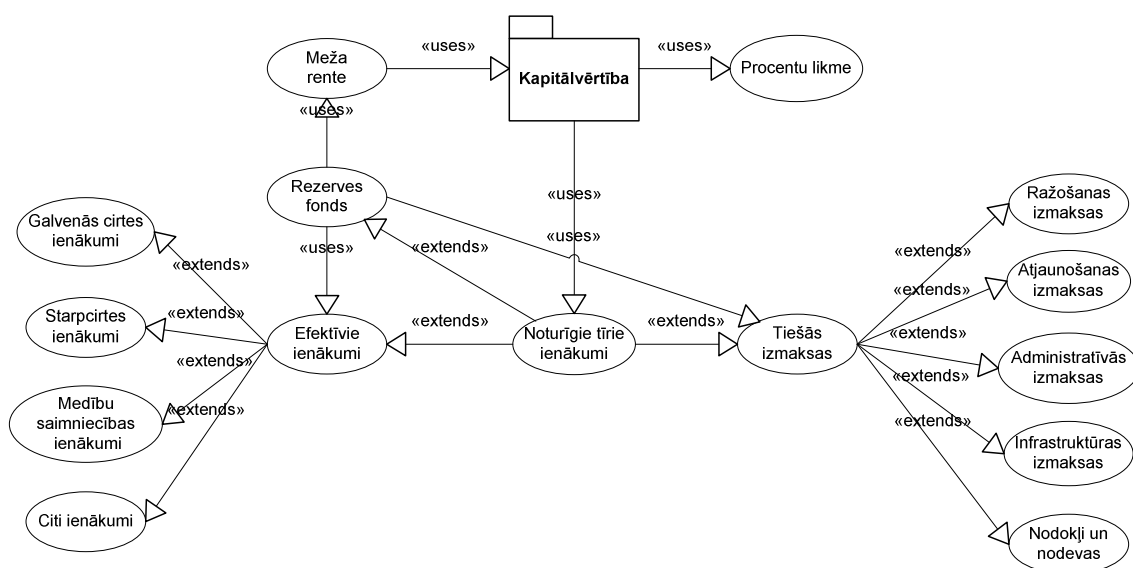 «uses»
«uses»
Meža
rente
Kapitālvērtība
Procentu likme
«uses»
Rezerves
fonds
«uses»
Ražošanas
izmaksas
Galvenās cirtes
ienākumi
«uses»
«extends»
«uses»
«extends»
«extends»
Atjaunošanas
izmaksas
«extends»
Starpcirtes
ienākumi
«extends»
Efektīvie
ienākumi
«extends»
Noturīgie tīrie
ienākumi
«extends»
Tiešās
izmaksas
«extends»
Administratīvās
izmaksas
«extends»
«extends»
Medību
saimniecības
ienākumi
«extends»
«extends»
Infrastruktūras
izmaksas
Citi ienākumi
Nodokļi un
nodevas